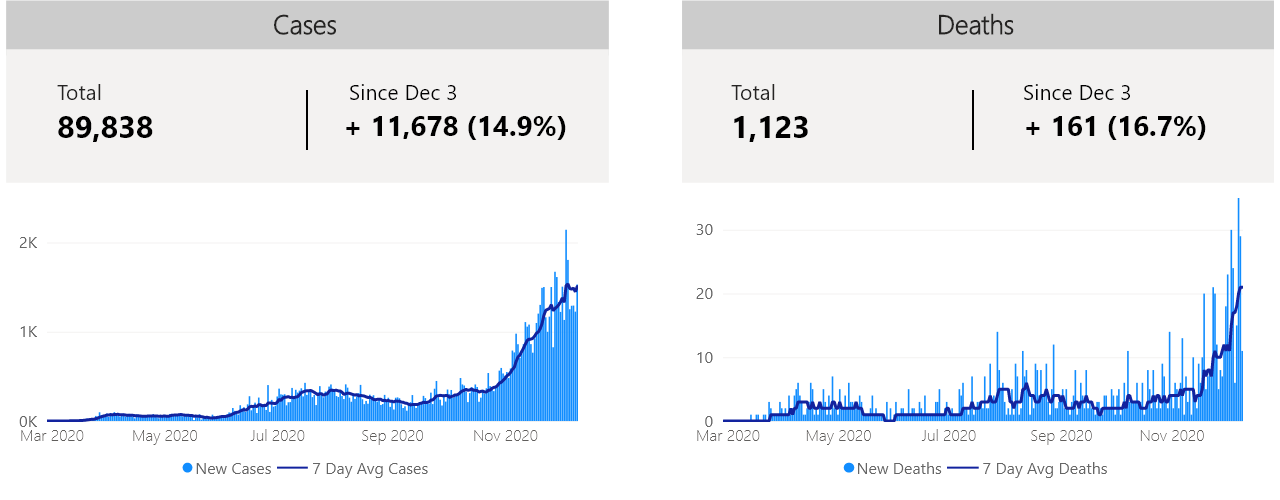 Cases
Total
Since Dec 3
89,838
+ 11,678 (14.9%)
2K
1K
0K
Mar 2020 May 2020 Jul 2020 Sep 2020 Nov 2020
New Cases 7 Day Avg Cases
Deaths
Total
Since Dec 3
1,123
+ 161 (16.7%)
30
20
10
0
Mar 2020 May 2020 Jul 2020 Sep 2020 Nov 2020
New Deaths 7 Day Avg Deaths